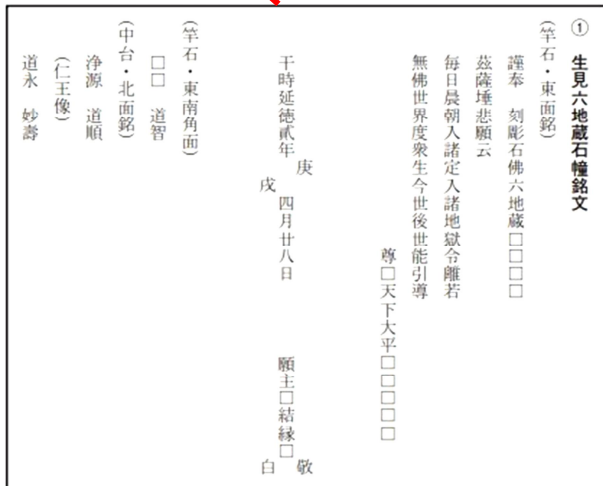 ① 生見六地蔵石幢銘文
(竿石・東面銘)
謹奉 刻彫石佛六地蔵□□□□
茲薩埵悲願云
毎日晨朝入諸定入諸地獄令離若
無佛世界度衆生今世後世能引導
尊□天下大平□□□□□
干時延徳貳年庚戌四月廿八日 願主□結縁□敬白
(竿石・東南角面)
□□ 道智
(中台・北面銘)
浄源 道順
(仁王像)
道永 妙壽